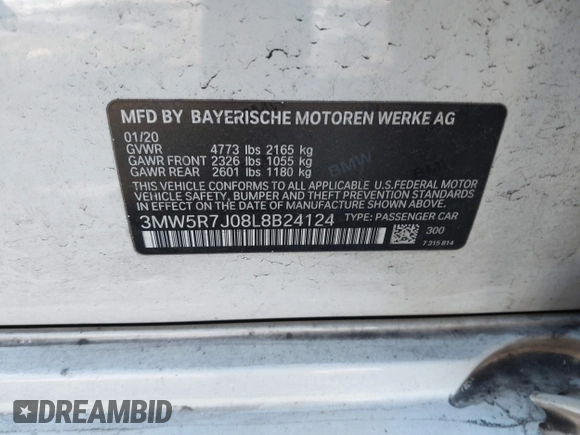 MFD BY BAYERISCHE MOTOREN WERKE AG
01/20
GVWR 4773 lbs 2165 kg
GAWR FRONT 2326 lbs 1055 kg
GAWR REAR 2601 lbs 1180 kg
BMW
THIS VEHICLE CONFORMS TO ALL APPLICABLE U.S.FEDERAL MOTOR
VEHICLE SAFETY, BUMPER AND THEFT PREVENTION STANDARDS
IN EFFECT ON THE DATE OF MANUFACTURE SHOWN ABOVE.
3MW5R7J08L8B24124 TYPE: PASSENGER CAR
300
7 315 814
DREAMBID